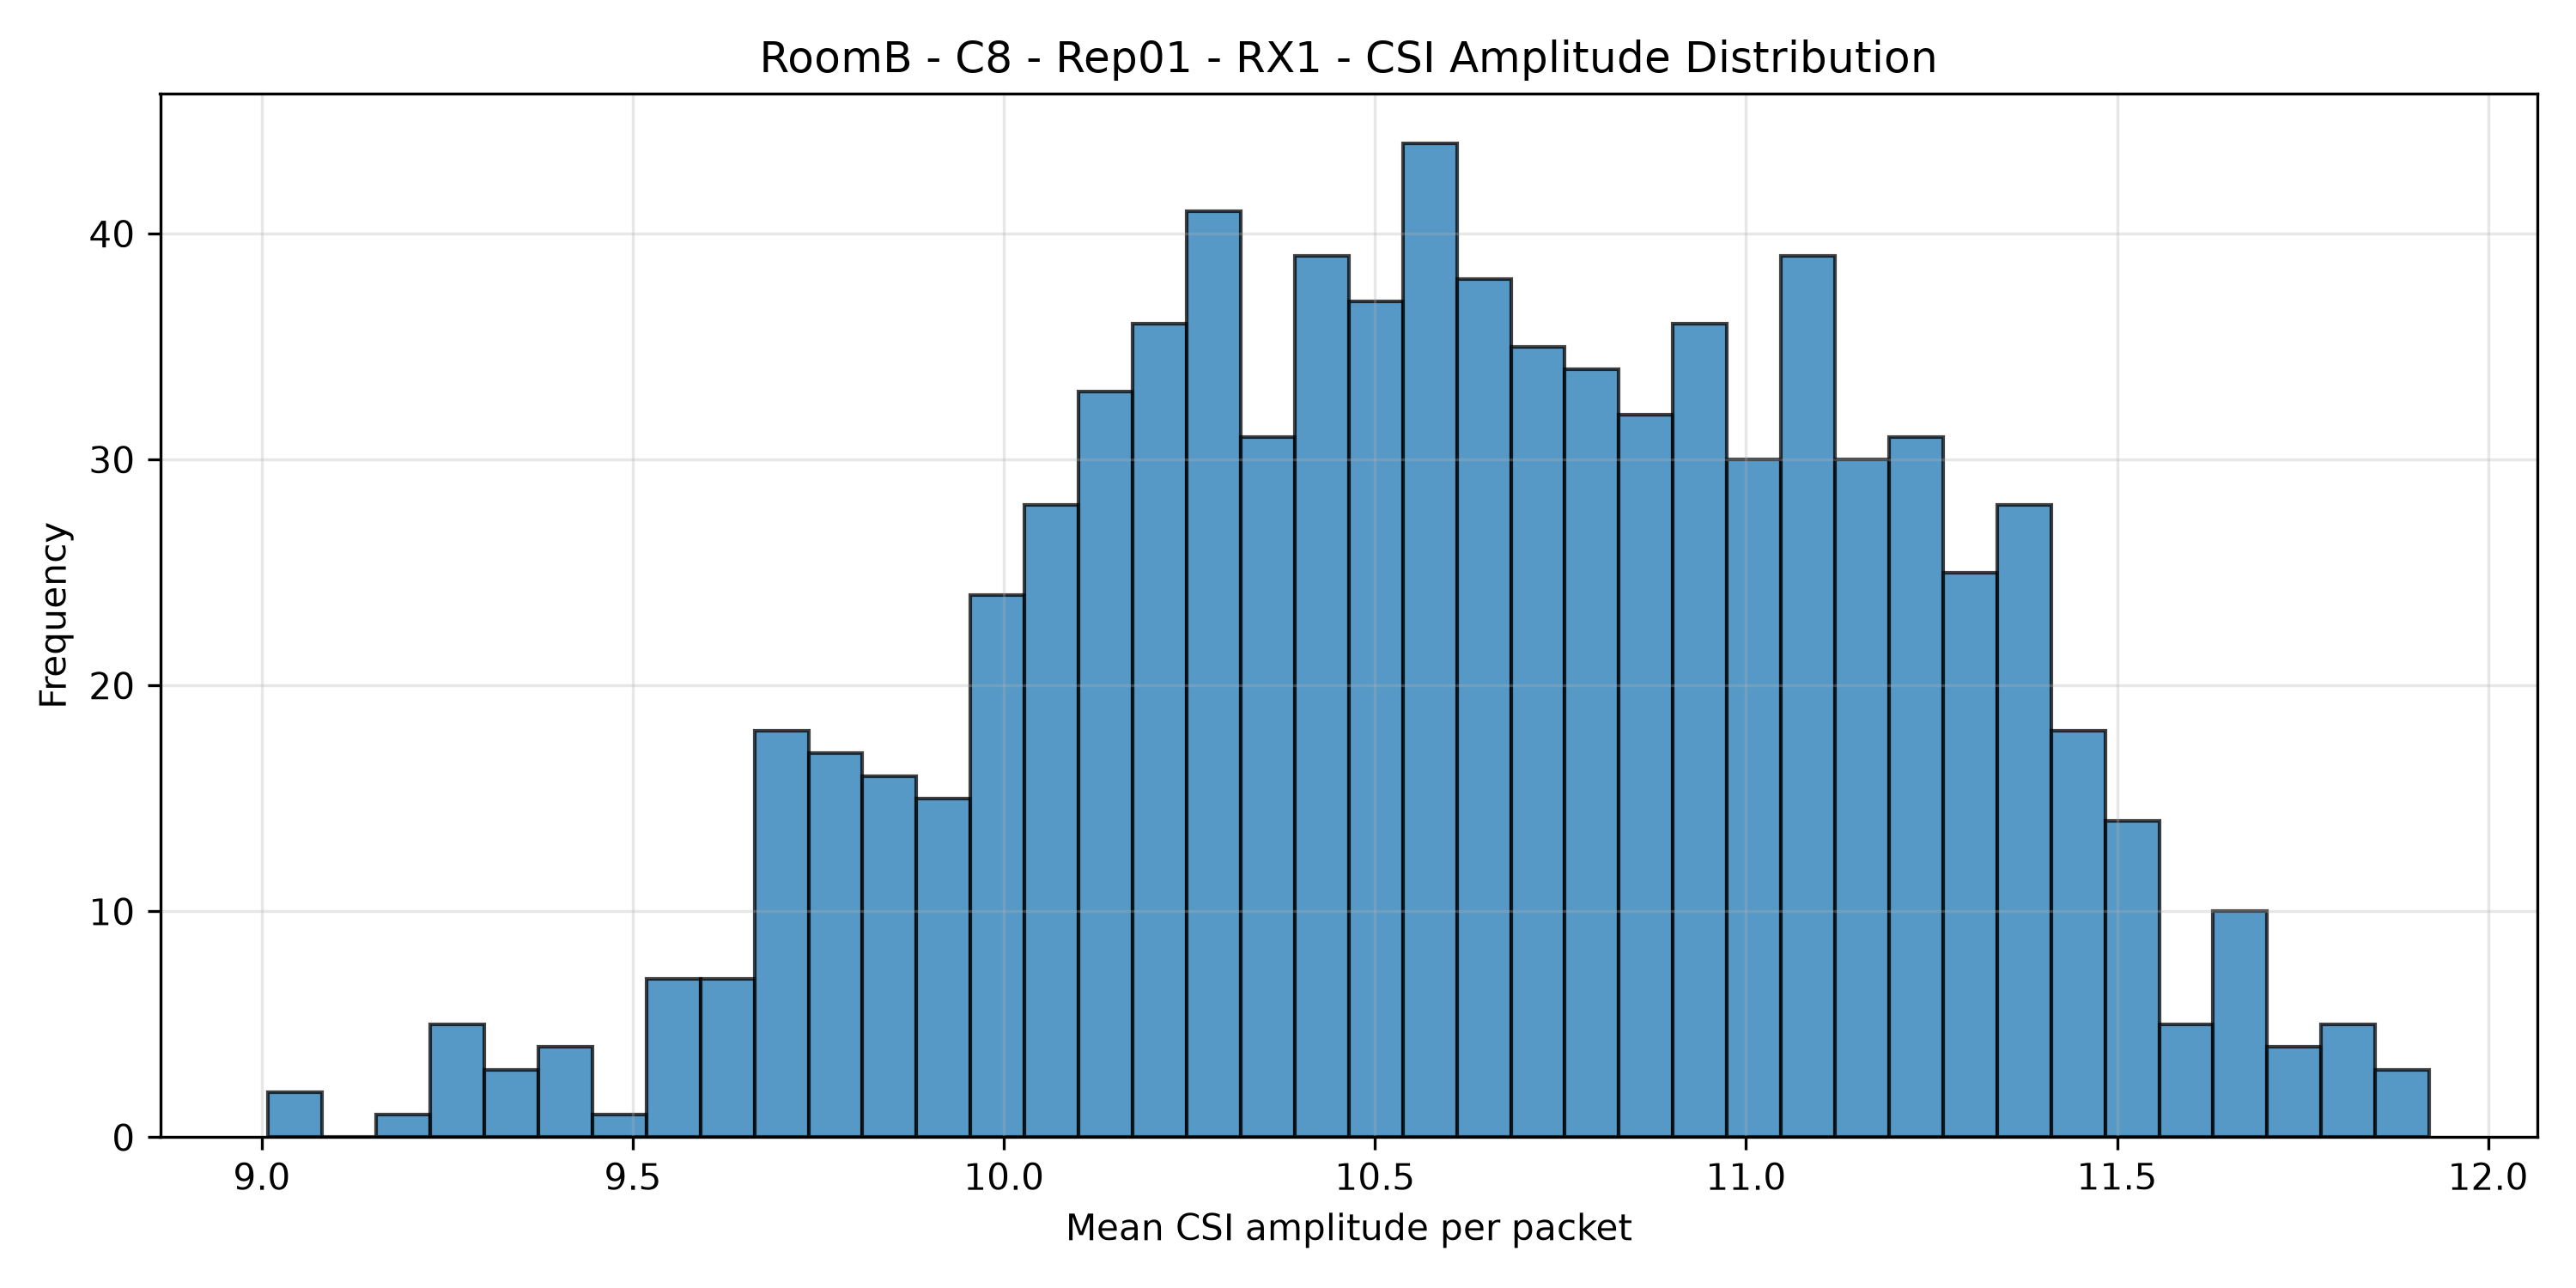 RoomB - C8 - Rep01 - RX1 - CSI Amplitude Distribution
Frequency
40
30
20
10
0
9.0 9.5 10.0 10.5 11.0 11.5 12.0
Mean CSI amplitude per packet